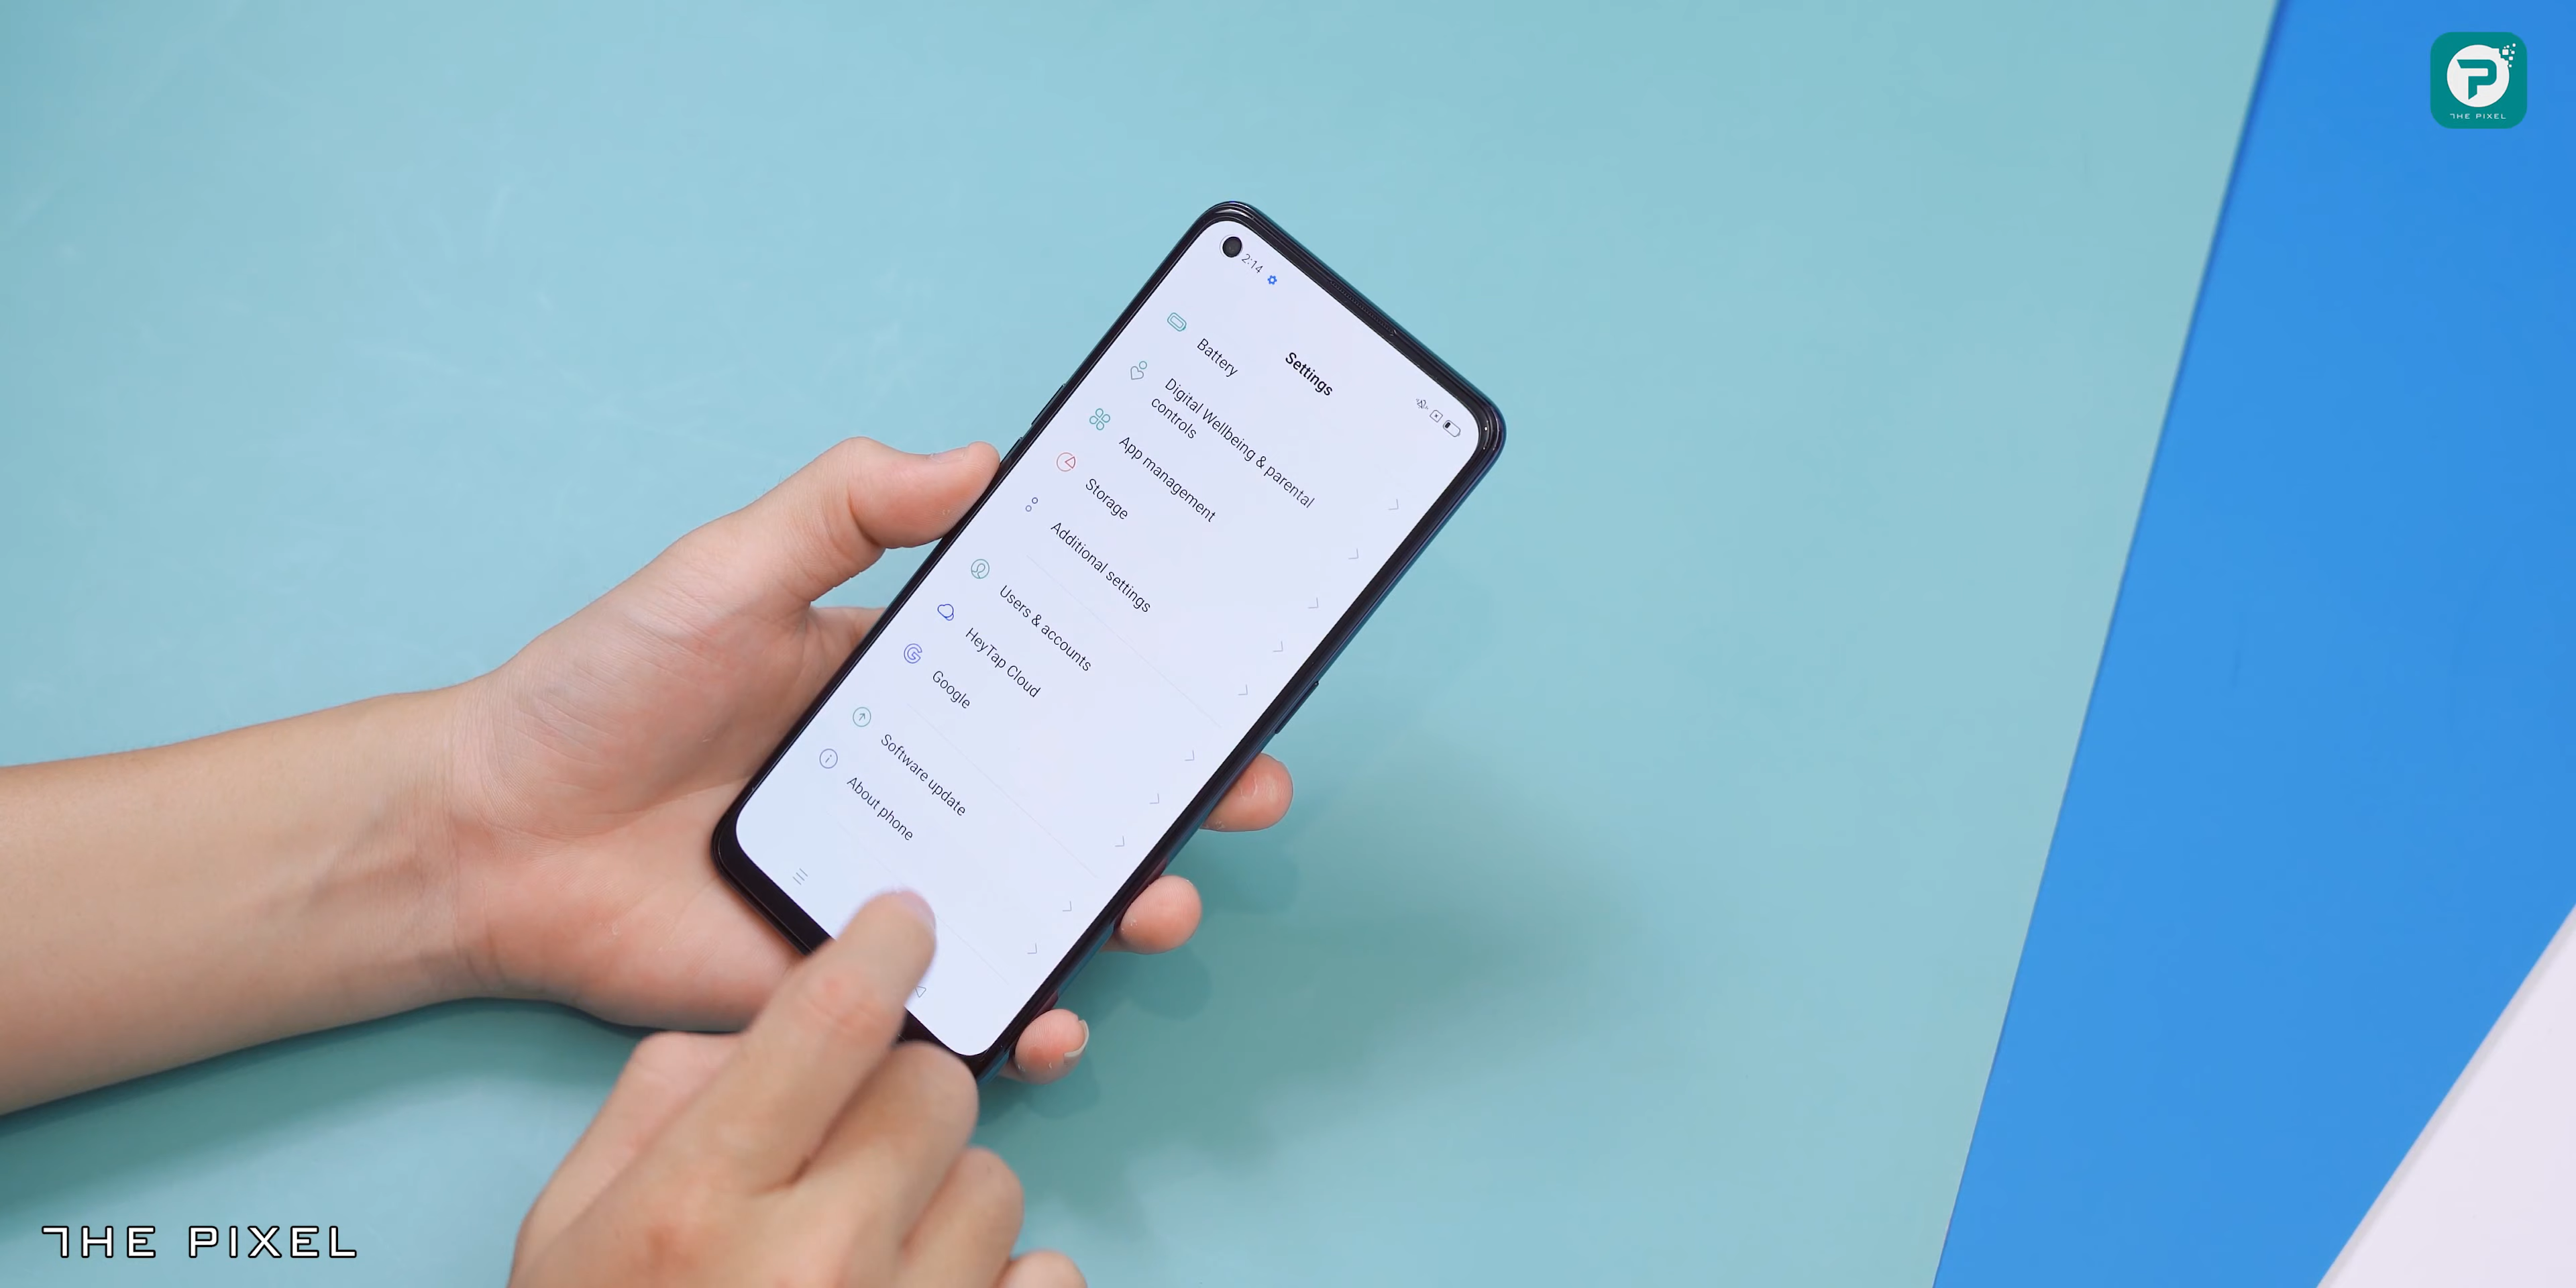 THE PIXEL
2:14
Settings
Battery
Digital Wellbeing & parental
controls
App management
Storage
Additional settings
Users & accounts
HeyTap Cloud
Google
Software update
About phone
THE PIXEL